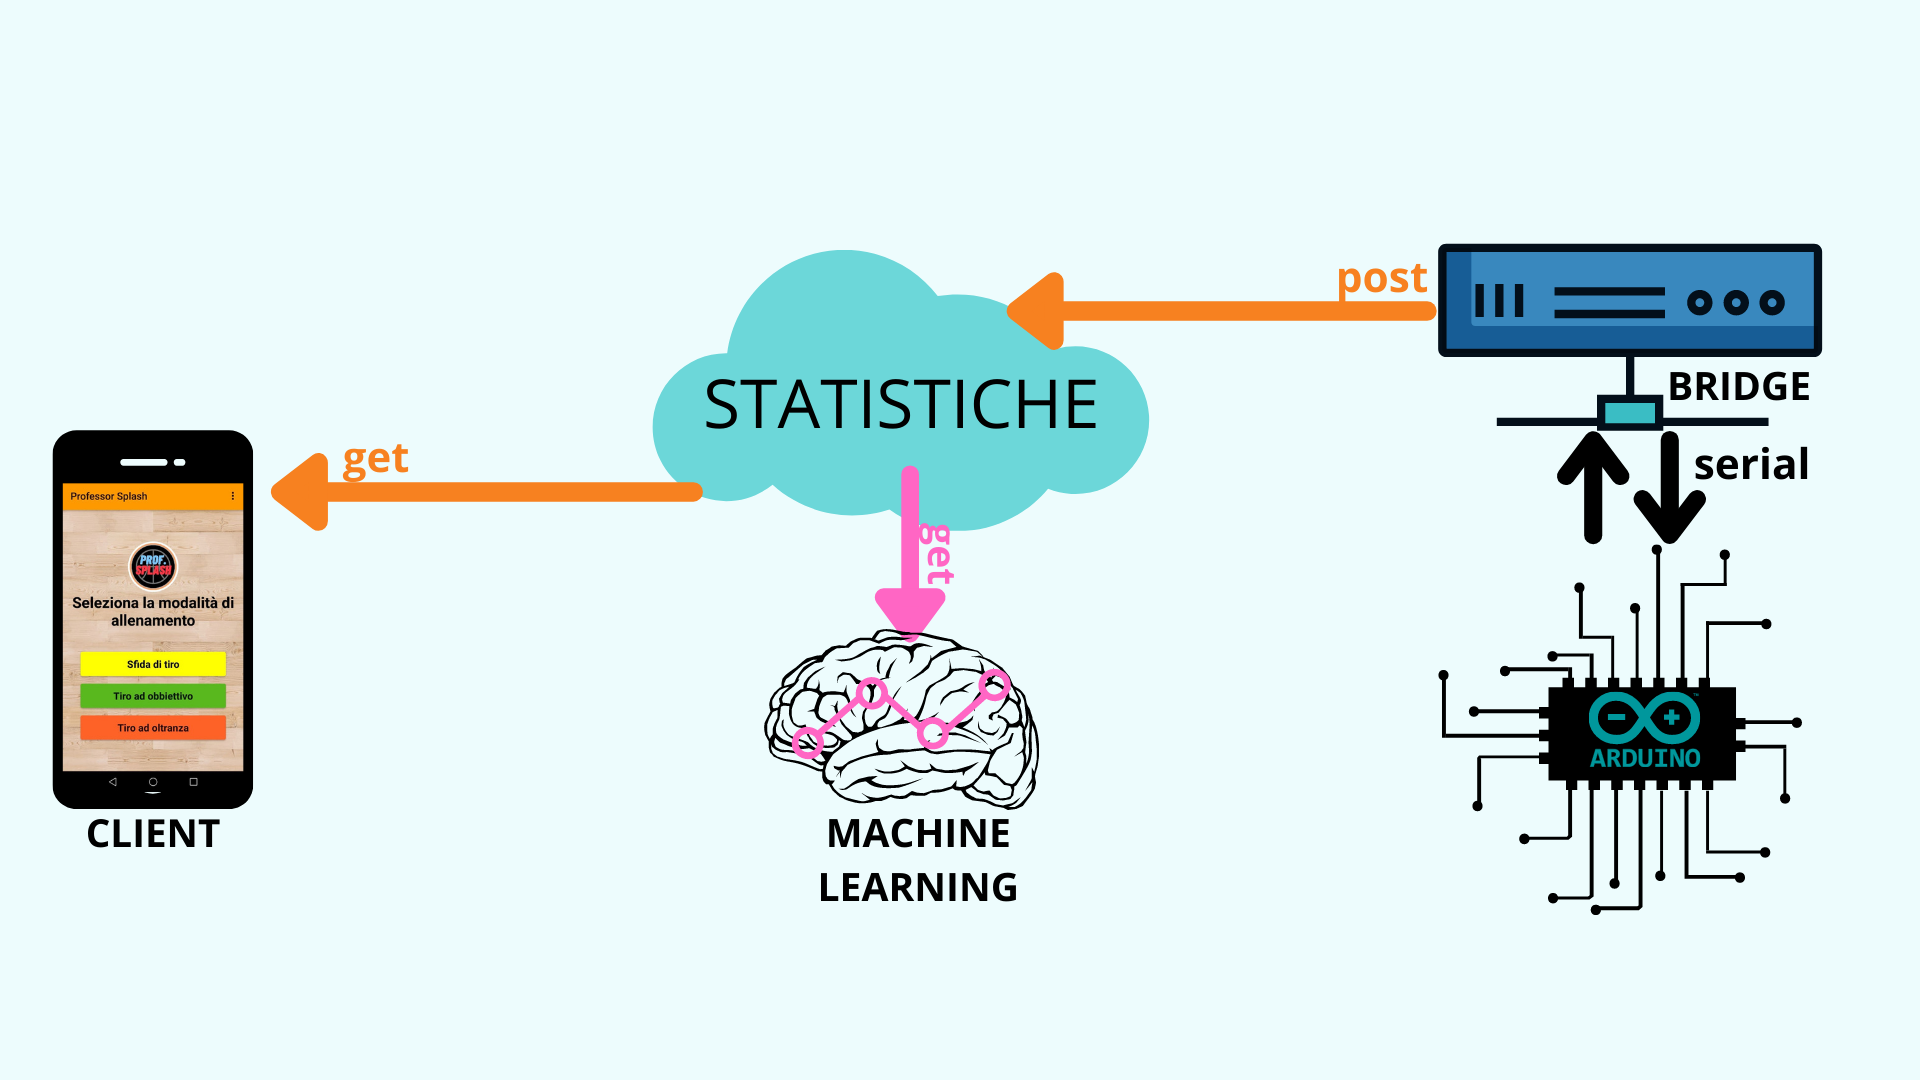 post
BRIDGE
STATISTICHE
serial
get
get
Professor Splash
PROF.
SPLASH
Seleziona la modalità di
allenamento
Sfida di tiro
Tiro ad obbiettivo
Tiro ad oltranza
CLIENT
MACHINE
LEARNING
ARDUINO
TM